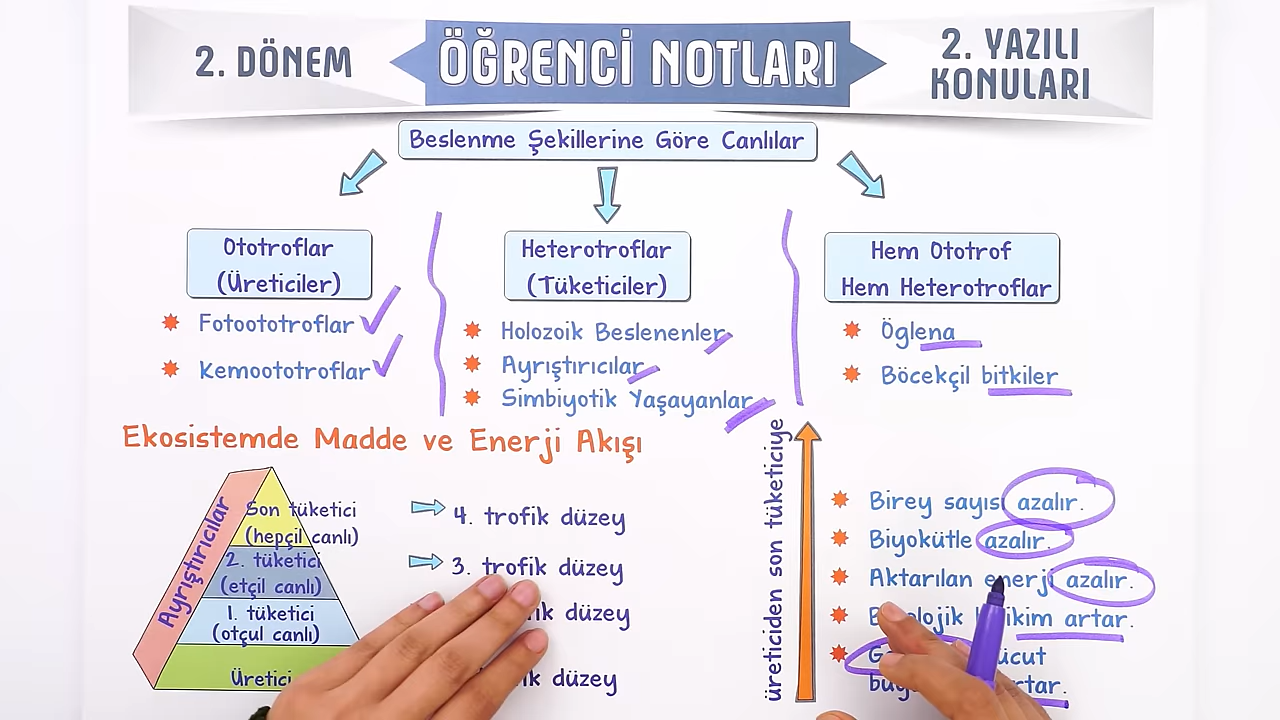 2. DÖNEM
ÖĞRENCİ NOTLARI
2. YAZILI
KONULARI
Beslenme Şekillerine Göre Canlılar
Ototroflar
(Üreticiler)
Fotoototroflar
Kemoototroflar
Heterotroflar
(Tüketiciler)
Holozoik Beslenenler
Ayrıştırıcılar
Simbiyotik Yaşayanlar
Hem Ototrof
Hem Heterotroflar
Öglena
Böcekçil bitkiler
Ekosistemde Madde ve Enerji Akışı
Ayrıştırıcılar
Son tüketici
(hepçil canlı)
2. tüketici
(etçil canlı)
1. tüketici
(otçul canlı)
Üretici
4. trofik düzey
3. trofik düzey
düzey
düzey
üreticiden son tüketiciye
Birey sayısı azalır.
Biyokütle azalır.
Aktarılan enerji azalır.
artar.